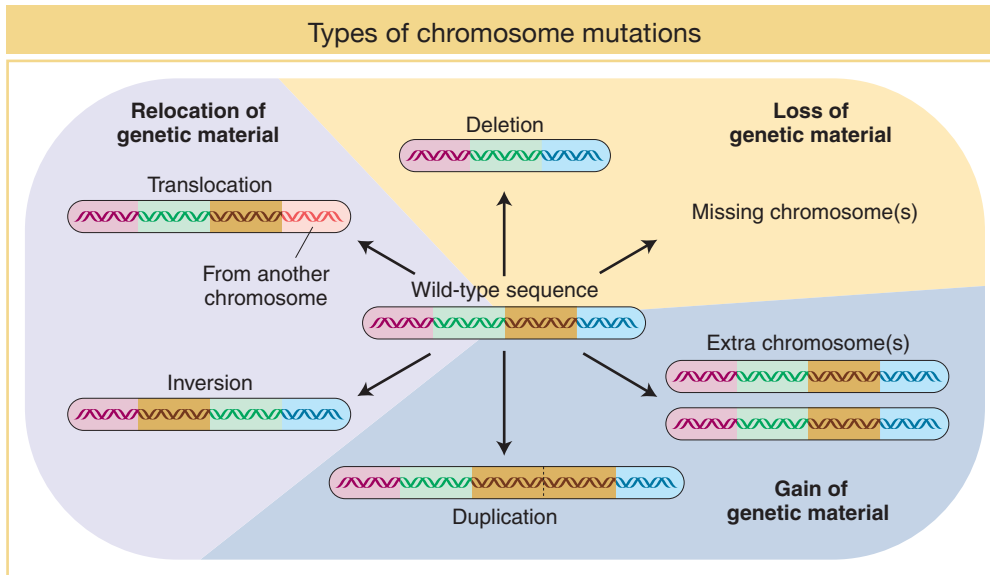 Types of chromosome mutations
Relocation of
genetic material
Loss of
genetic material
Deletion
Translocation
Missing chromosome(s)
From another
chromosome
Wild-type sequence
Extra chromosome(s)
Inversion
Gain of
genetic material
Duplication